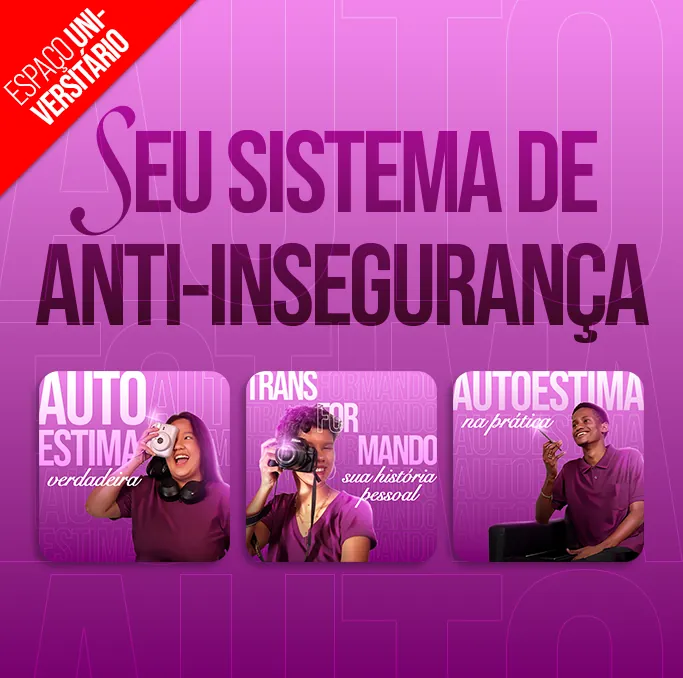 ESPAÇO UNI-
VERSITÁRIO
SEU SISTEMA DE
ANTI-INSEGURANÇA
AUTO
ESTIMA
verdadeira
TRANS
FOR
MANDO
sua história
pessoal
AUTOESTIMA
na prática